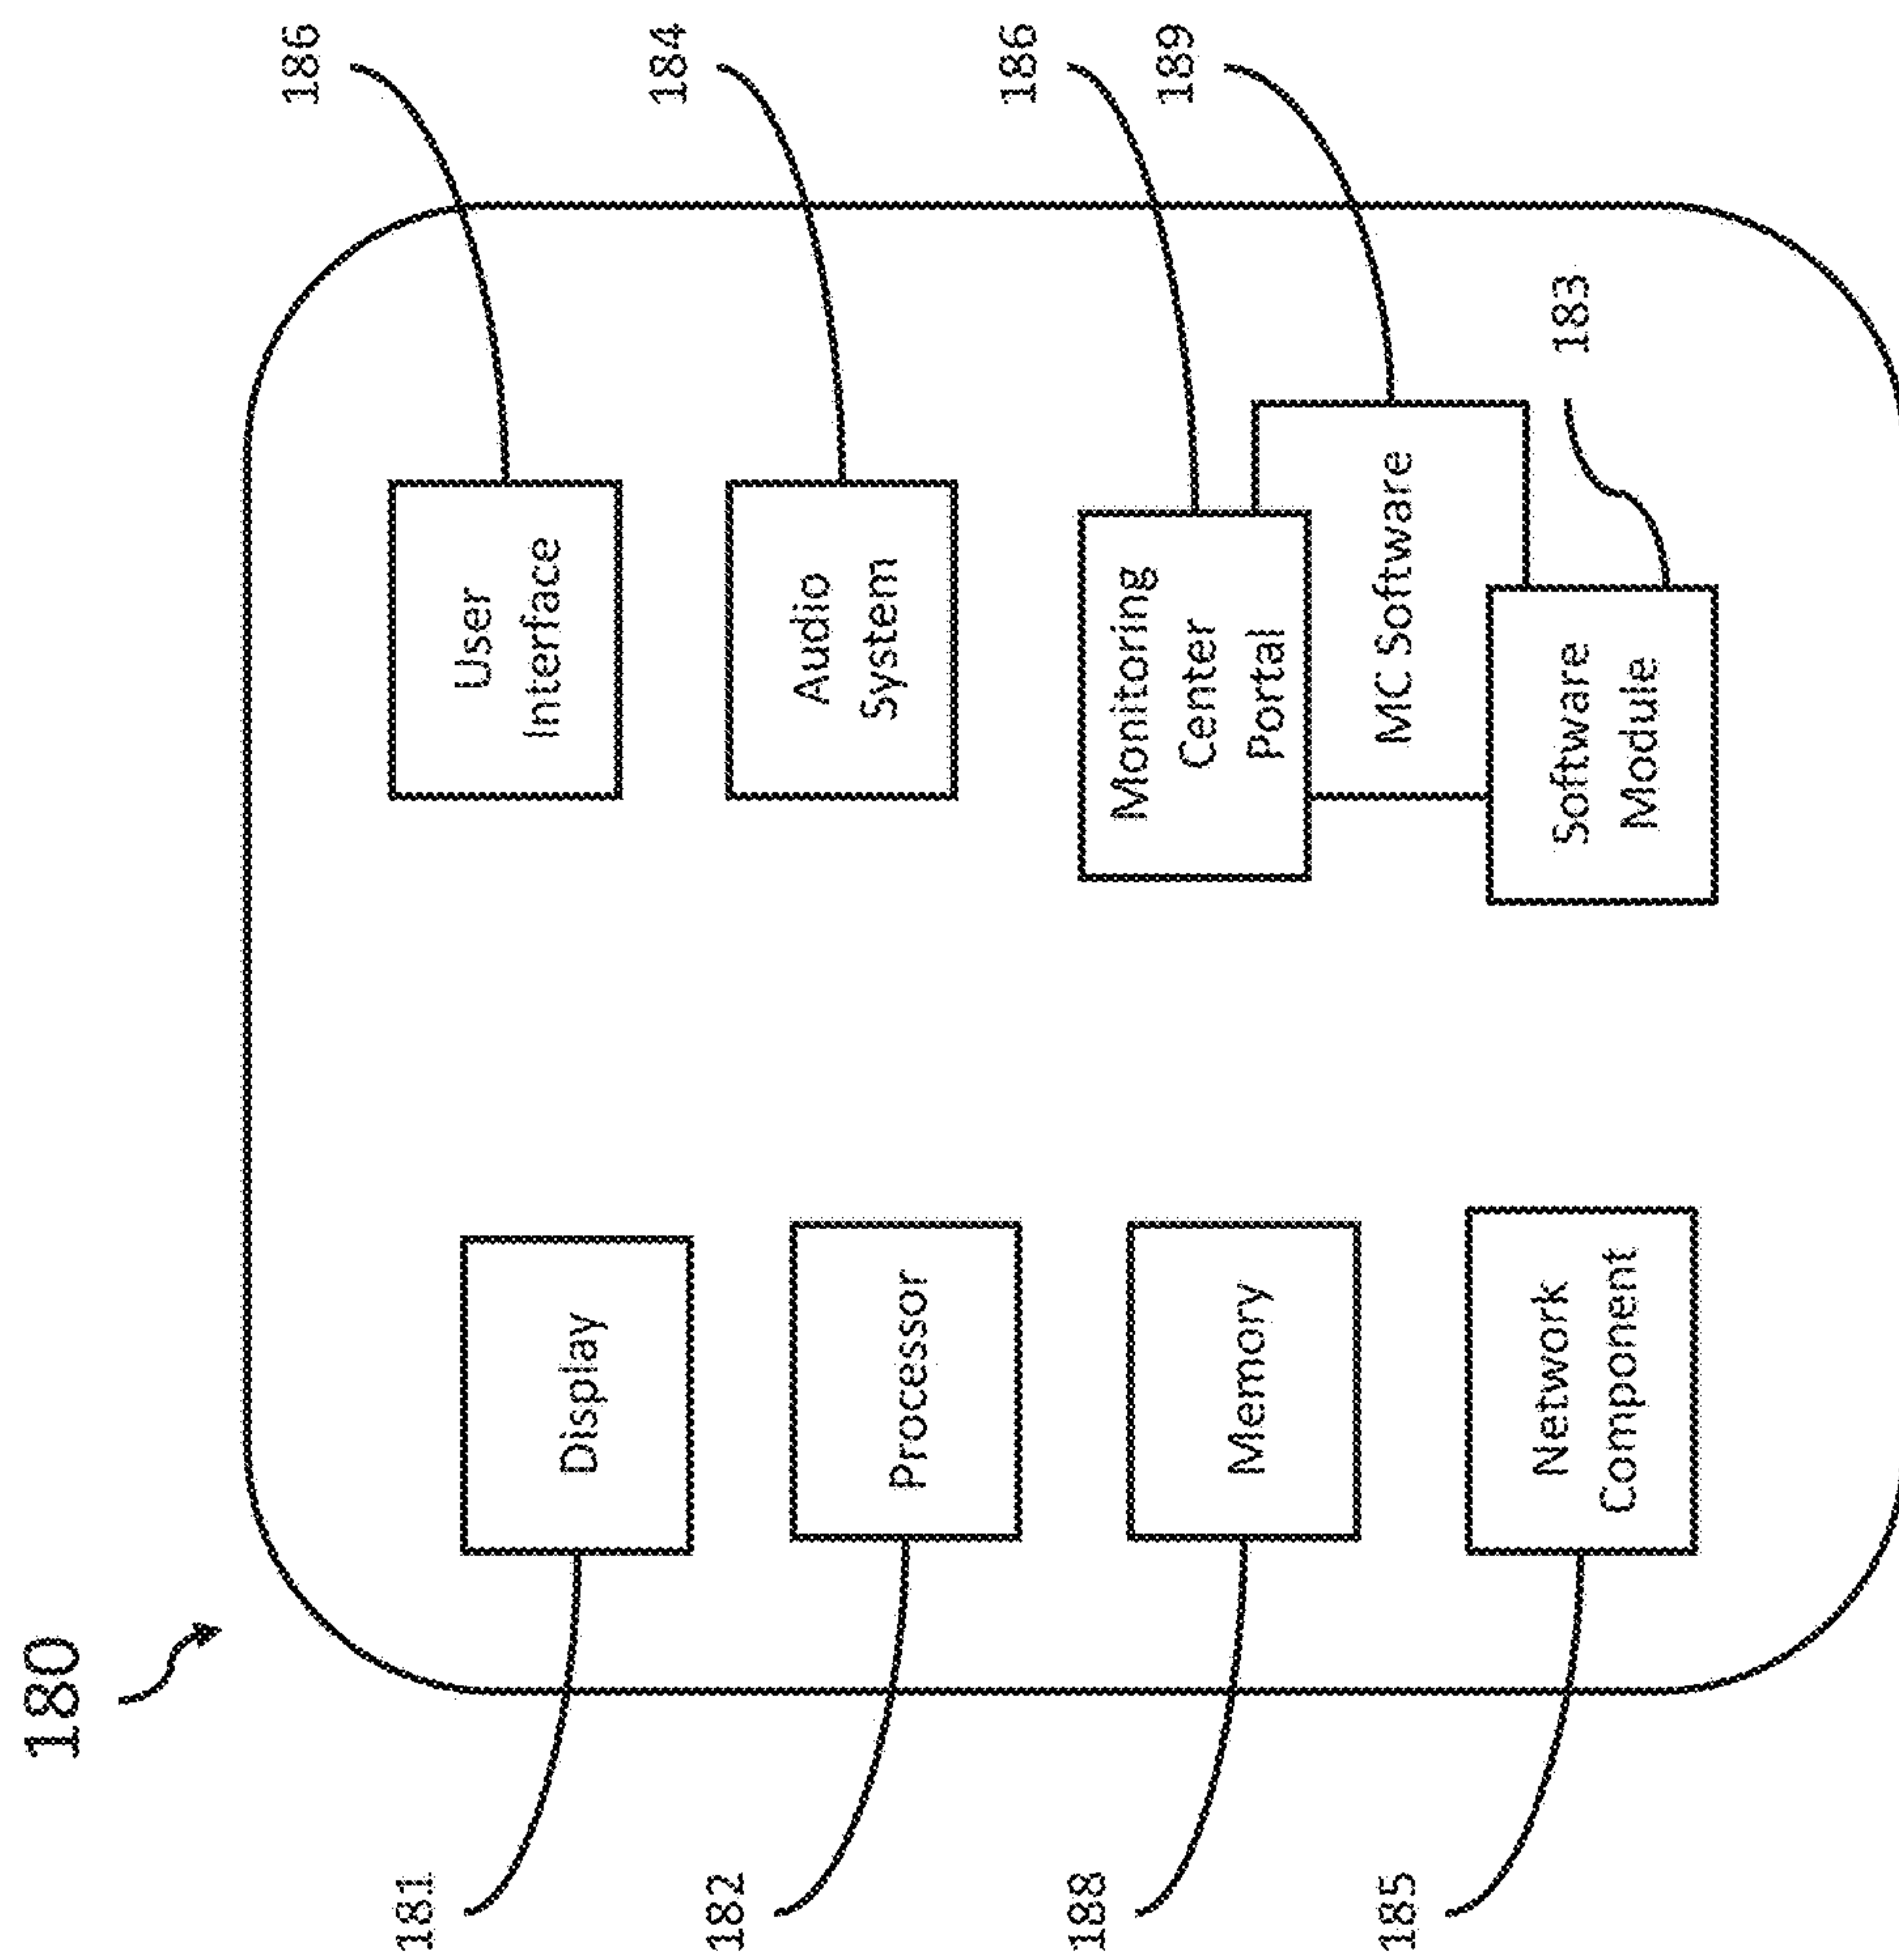 180
181
Display
182
Processor
188
Memory
185
Network
Component
186
User
Interface
184
Audio
System
186
Monitoring
Center
Portal
189
MC Software
183
Software
Module